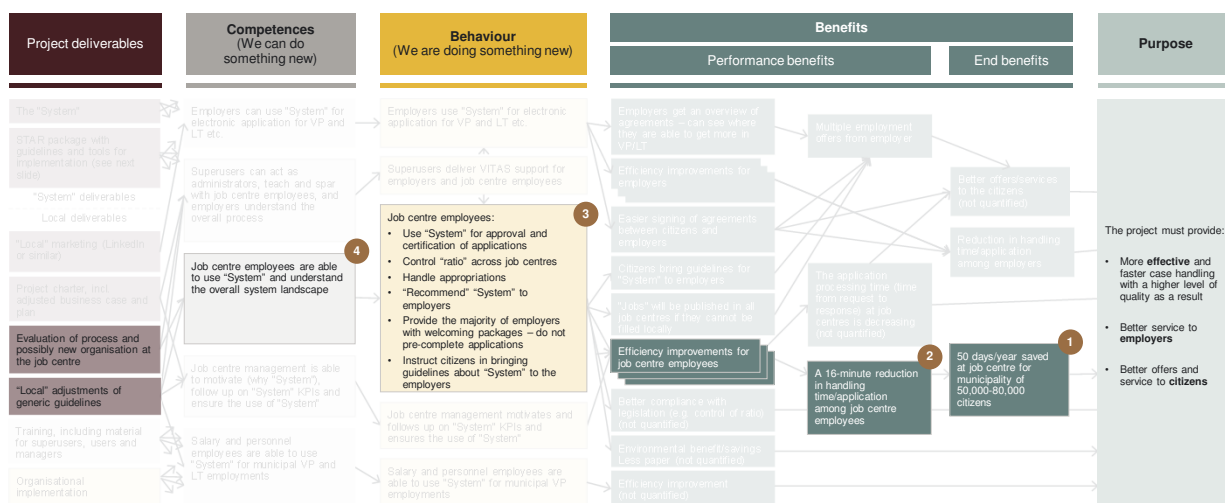 Project deliverables
Competences
(We can do
something new)
Behaviour
(We are doing something new)
Benefits
Performance benefits
End benefits
Purpose
The "System"
STAR package with
guidelines and tools for
implementation (see next
slide)
"System" deliverables
Local deliverables
"Local" marketing (LinkedIn
or similar)
Project charter, incl.
adjusted business case and
plan
Evaluation of process and
possibly new organisation at
the job centre
"Local" adjustments of
generic guidelines
Training, including material
for superusers, users and
managers
Organisational
implementation
Employers can use "System" for
electronic application for VP and
LT etc.
Superusers can act as
administrators, teach and spar
with job centre employees, and
employers understand the
overall process
4
Job centre employees are able
to use "System" and understand
the overall system landscape
Job centre management is able
to motivate (why "System"),
follow up on "System" KPIs and
ensure the use of "System"
Salary and personnel
employees are able to use
"System" for municipal VP and
LT employments
Employers use "System" for electronic
application for VP and LT etc.
Superusers deliver VITAS support for
employers and job centre employees
3
Job centre employees:
• Use "System" for approval and
certification of applications
• Control "ratio" across job centres
• Handle appropriations
• "Recommend" "System" to
employers
• Provide the majority of employers
with welcoming packages – do not
pre-complete applications
• Instruct citizens in bringing
guidelines about "System" to the
employers
Job centre management motivates and
follows up on "System" KPIs and
ensures the use of "System"
Salary and personnel employees are
able to use "System" for municipal VP
employments
Employers get an overview of
agreements – can see where
they are able to get more in
VP/LT
Efficiency improvements for
employers
Easier signing of agreements
between citizens and
employers
Citizens bring guidelines for
"System" to employers
"Jobs" will be published in all
job centres if they cannot be
filled locally
Efficiency improvements for
job centre employees
Better compliance with
legislation (e.g. control of ratio)
(not quantified)
Environmental benefit/savings
Less paper (not quantified)
Efficiency improvement
(not quantified)
Multiple employment
offers from employer
The application
processing time (time
from request to
response) at job
centres is decreasing
(not quantified)
2
A 16-minute reduction
in handling
time/application
among job centre
employees
Better offers/services
to the citizens
(not quantified)
Reduction in handling
time/application
among employers
1
50 days/year saved
at job centre for
municipality of
50,000-80,000
citizens
The project must provide:
• More effective and
faster case handling
with a higher level of
quality as a result
• Better service to
employers
• Better offers and
service to citizens